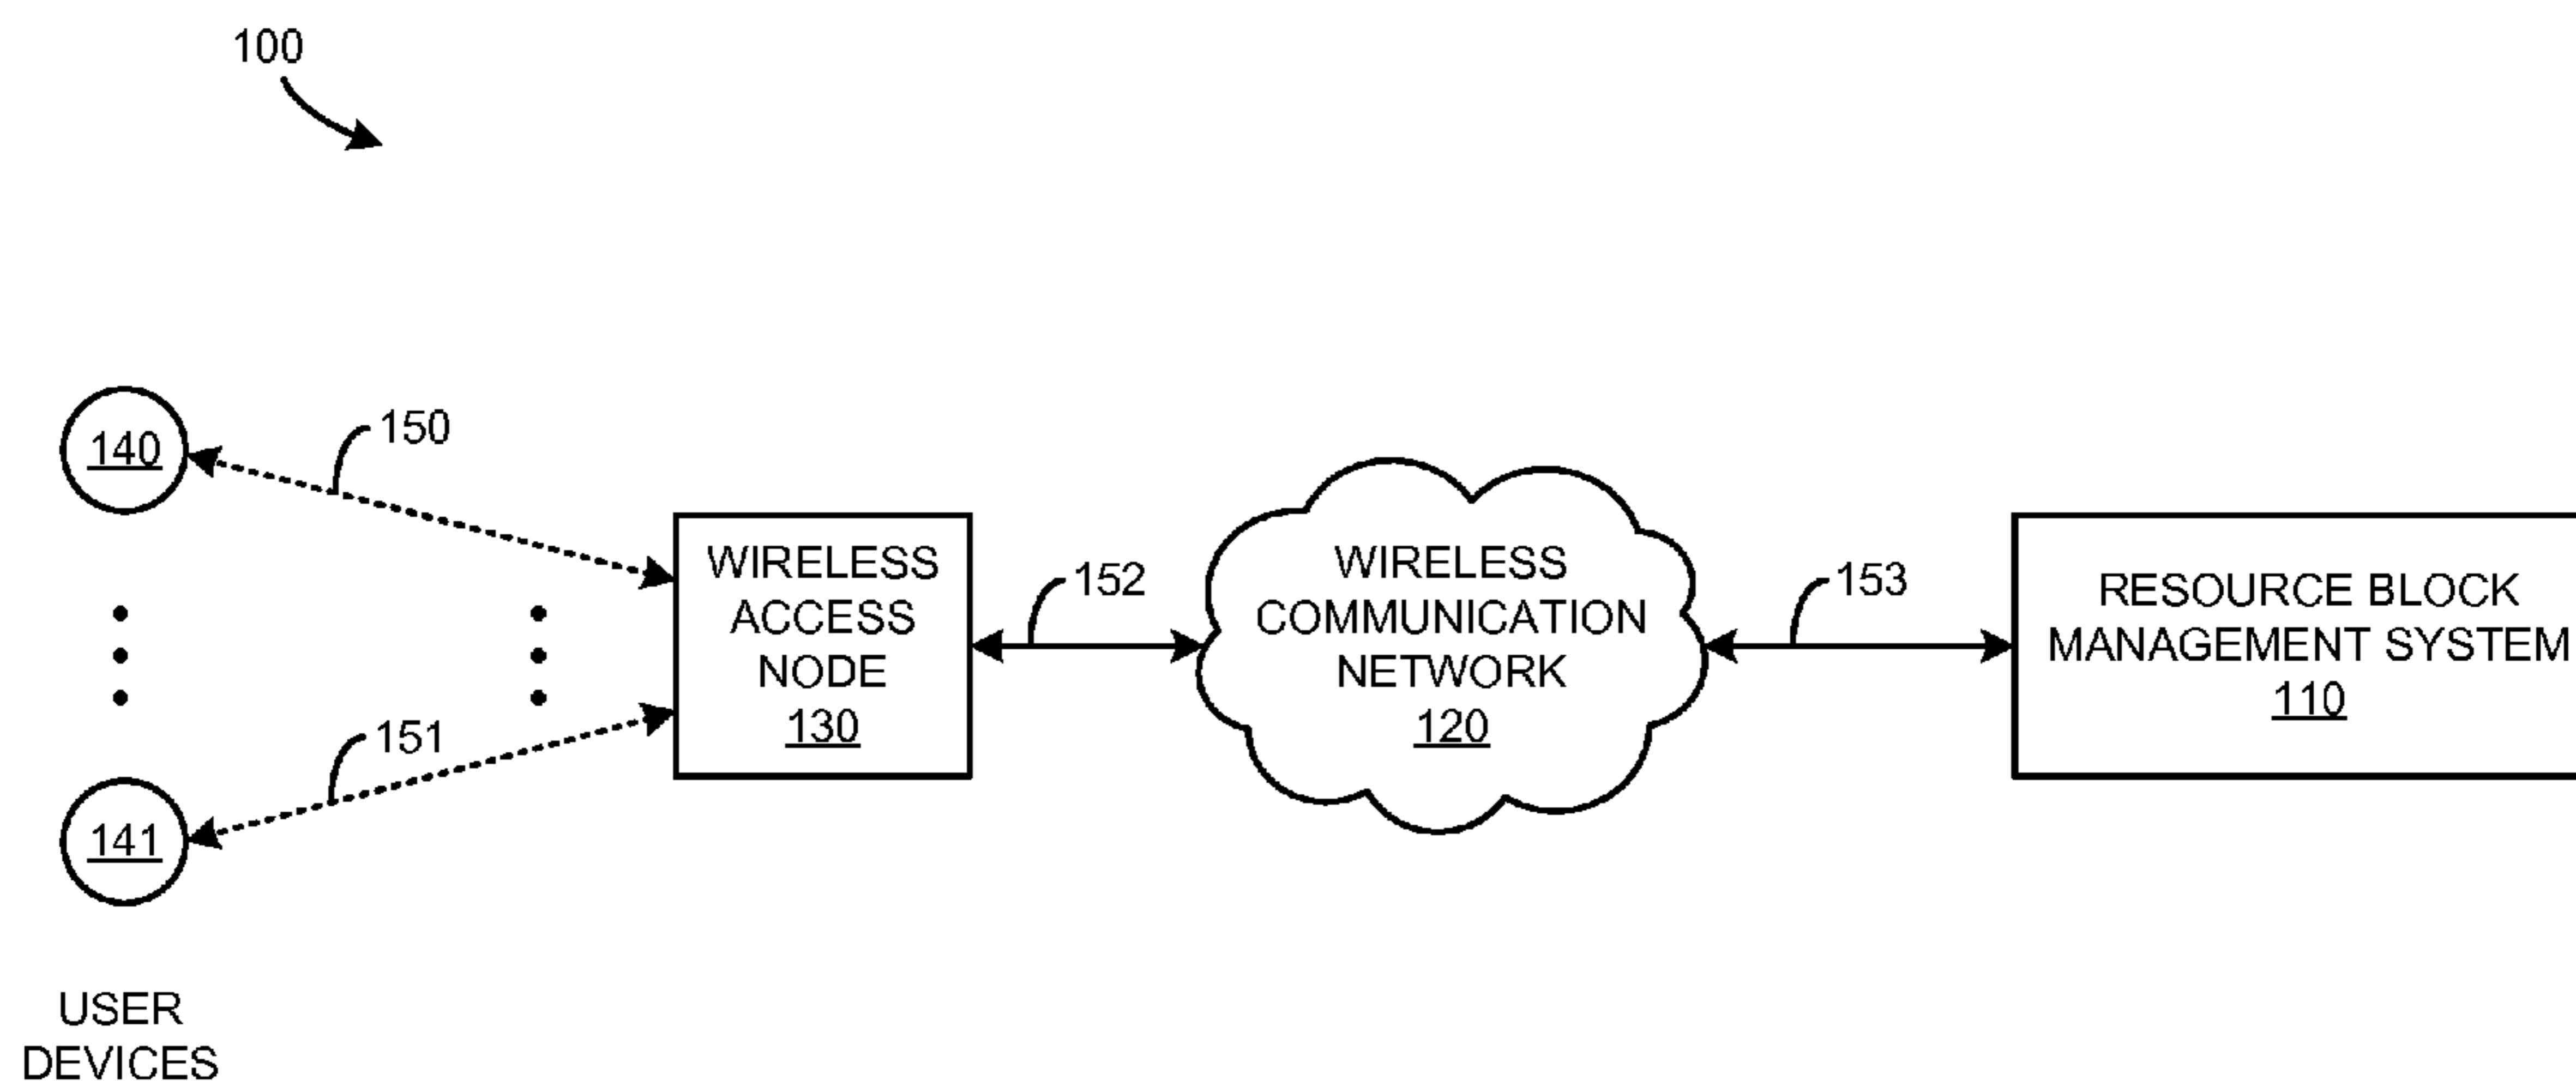 100
140
150
141
151
USER
DEVICES
WIRELESS
ACCESS
NODE
130
152
WIRELESS
COMMUNICATION
NETWORK
120
153
RESOURCE BLOCK
MANAGEMENT SYSTEM
110